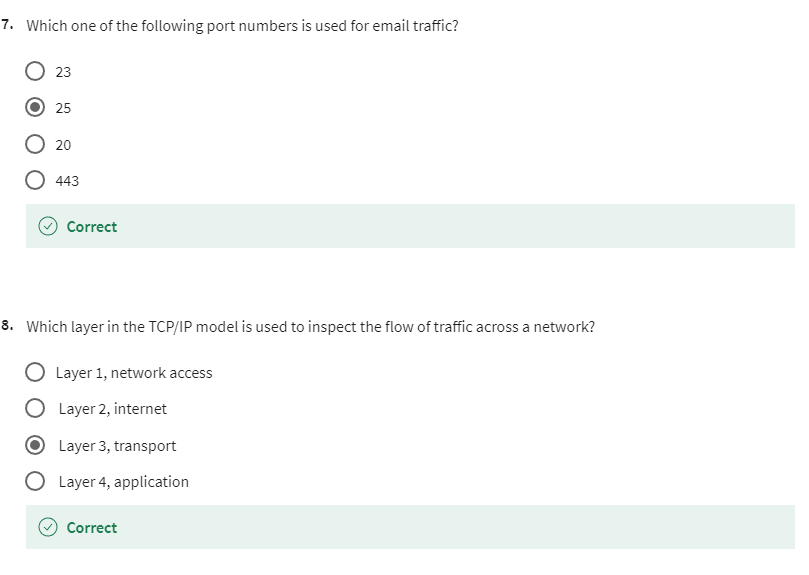 7. Which one of the following port numbers is used for email traffic?
23
25
20
443
Correct
8. Which layer in the TCP/IP model is used to inspect the flow of traffic across a network?
Layer 1, network access
Layer 2, internet
Layer 3, transport
Layer 4, application
Correct